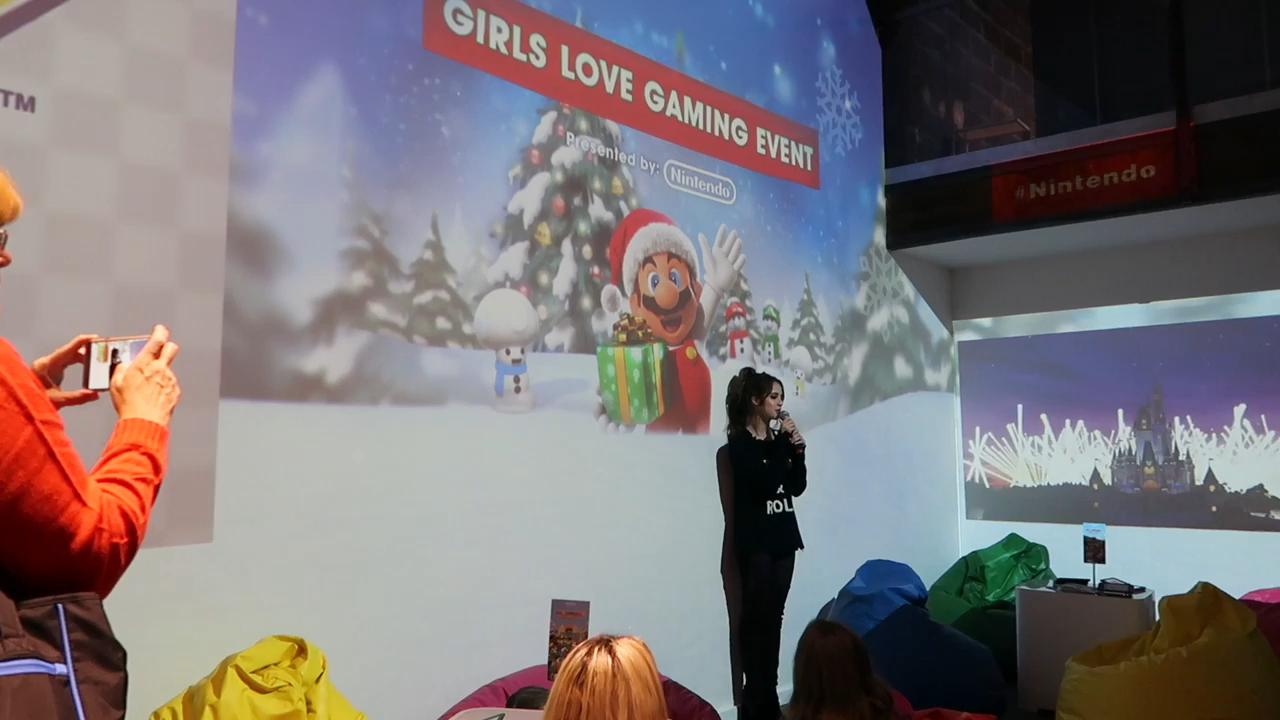 TM
GIRLS LOVE GAMING EVENT
Presented by: Nintendo
#Nintendo
ROL